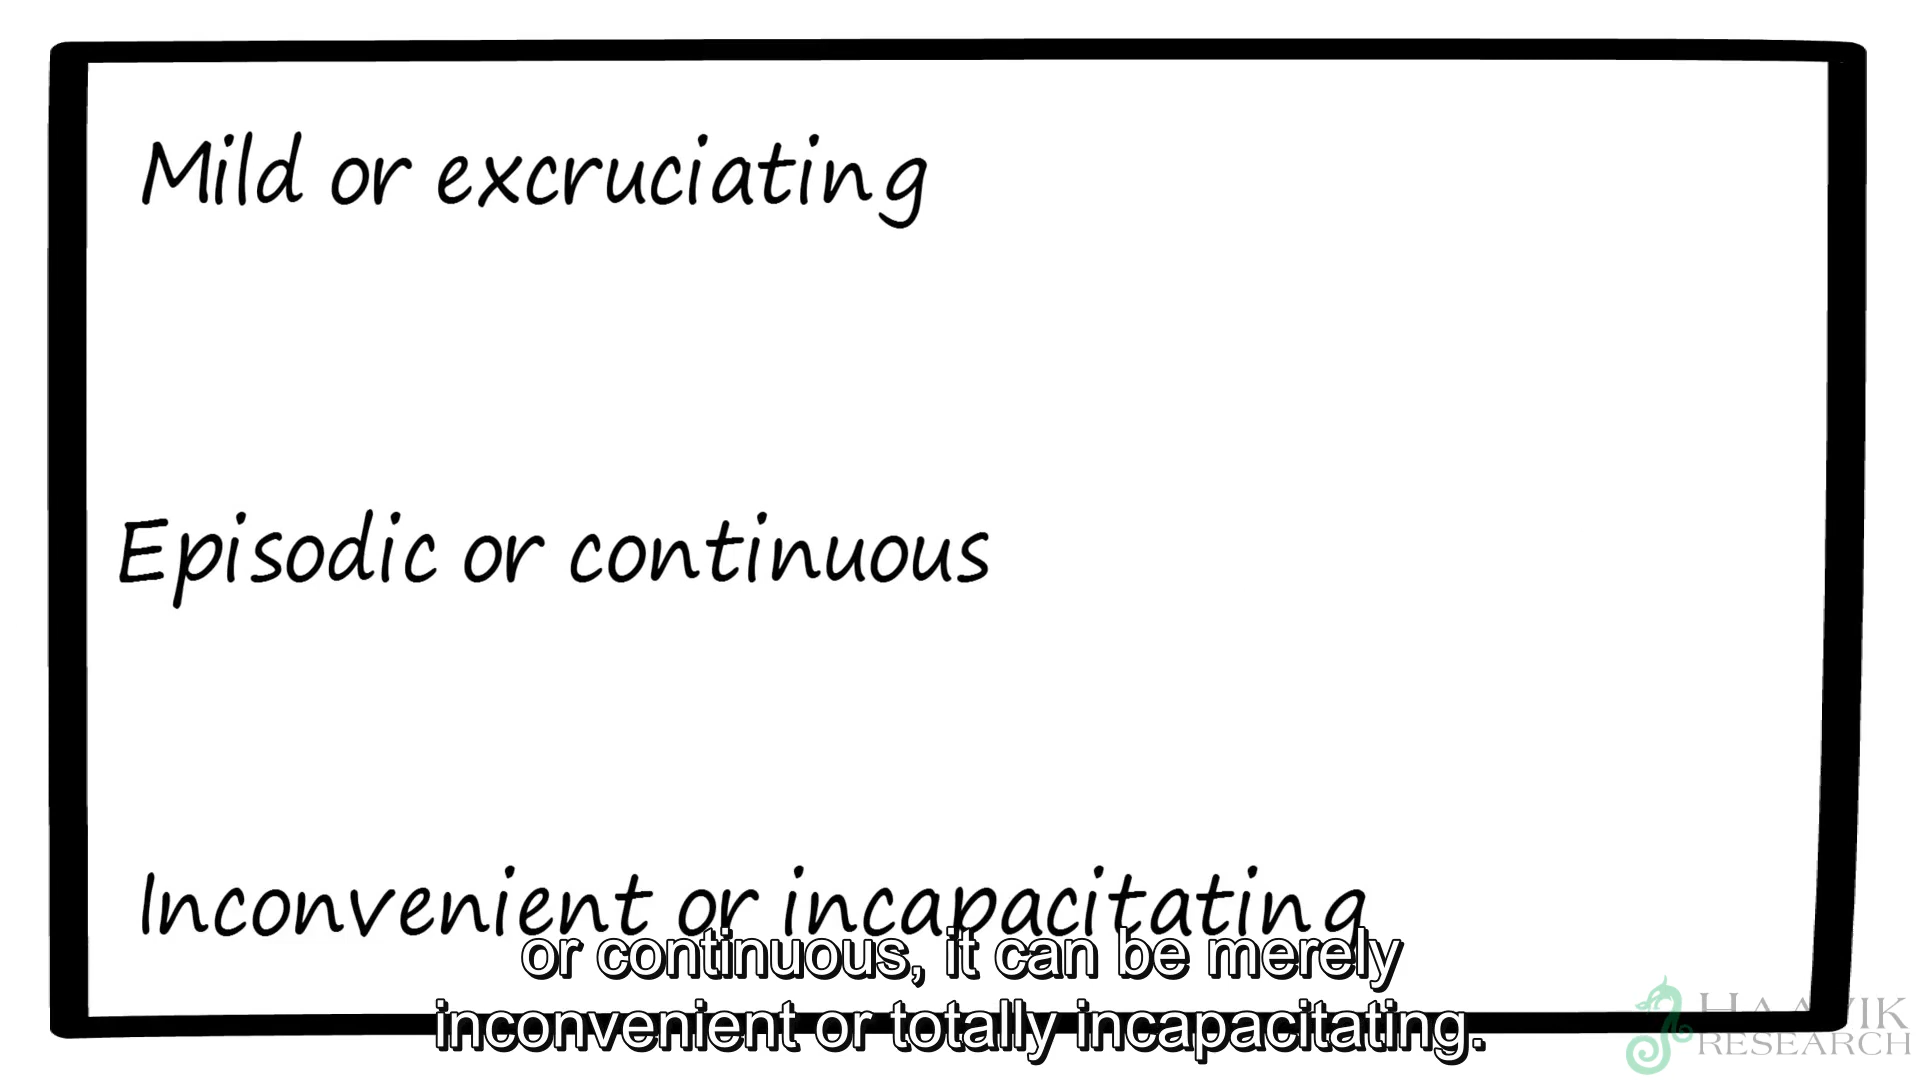 Mild or excruciating
Episodic or continuous
Inconvenient or incapacitating
or continuous, it can be merely
inconvenient or totally incapacitating.
HAAVIK
RESEARCH